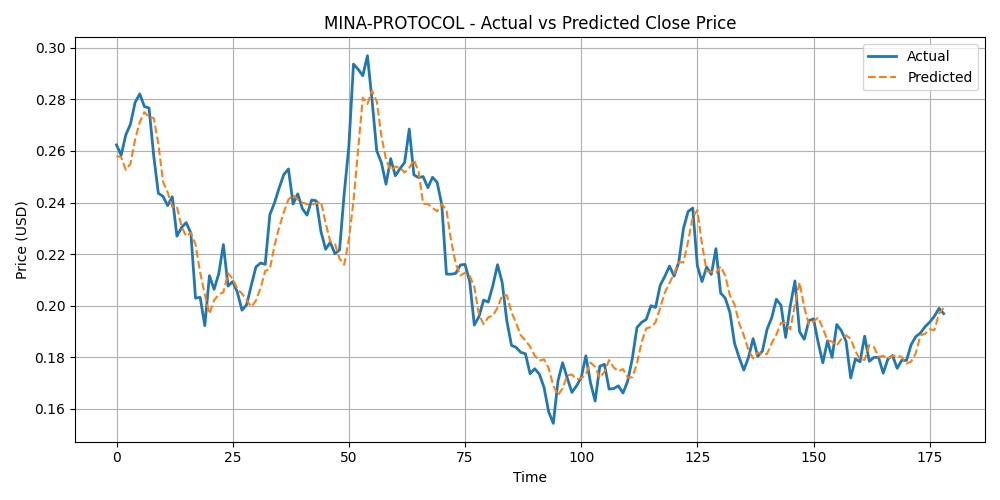 MINA-PROTOCOL - Actual vs Predicted Close Price
Actual
Predicted
Price (USD)
0.30
0.28
0.26
0.24
0.22
0.20
0.18
0.16
0 25 50 75 100 125 150 175
Time